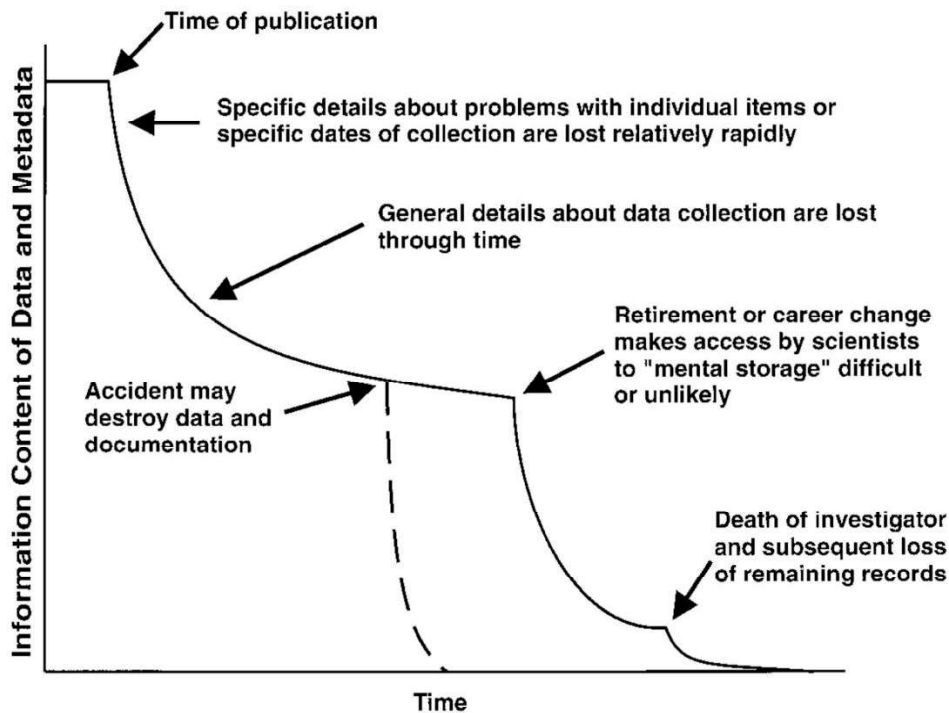 Time of publication
Specific details about problems with individual items or
specific dates of collection are lost relatively rapidly
General details about data collection are lost
through time
Retirement or career change
makes access by scientists
to "mental storage" difficult
or unlikely
Accident may
destroy data and
documentation
Death of investigator
and subsequent loss
of remaining records
Information Content of Data and Metadata
Time